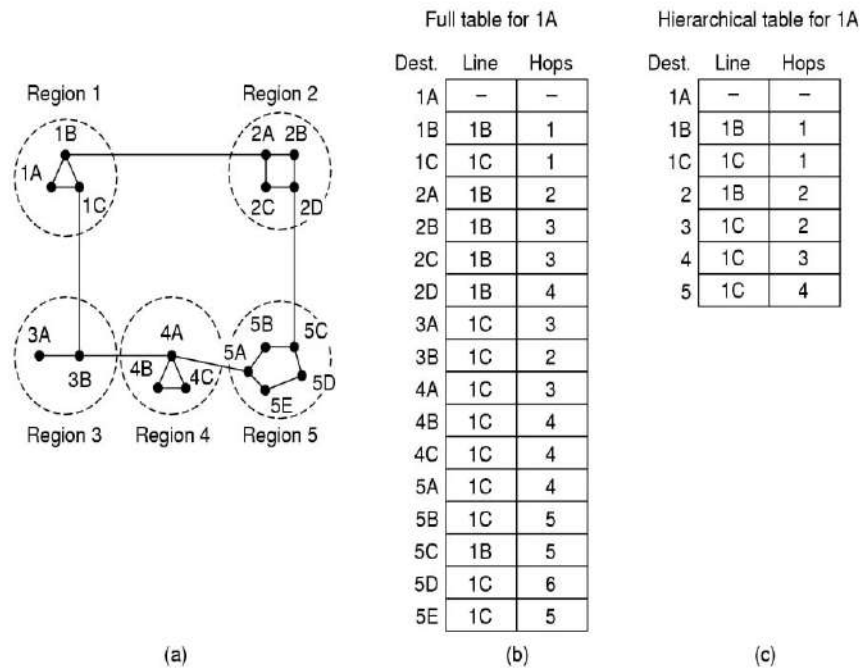 Full table for 1A
Hierarchical table for 1A
Dest. Line Hops
Dest. Line Hops
Region 1
Region 2
1B
2A 2B
1A
1C
2C 2D
3A
3B
4A
4B 4C
5A
5B
5C
5D
5E
Region 3 Region 4 Region 5
1A – –
1B 1B 1
1C 1C 1
2A 1B 2
2B 1B 3
2C 1B 3
2D 1B 4
3A 1C 3
3B 1C 2
4A 1C 3
4B 1C 4
4C 1C 4
5A 1C 4
5B 1C 5
5C 1B 5
5D 1C 6
5E 1C 5
1A – –
1B 1B 1
1C 1C 1
2 1B 2
3 1C 2
4 1C 3
5 1C 4
(a) (b) (c)